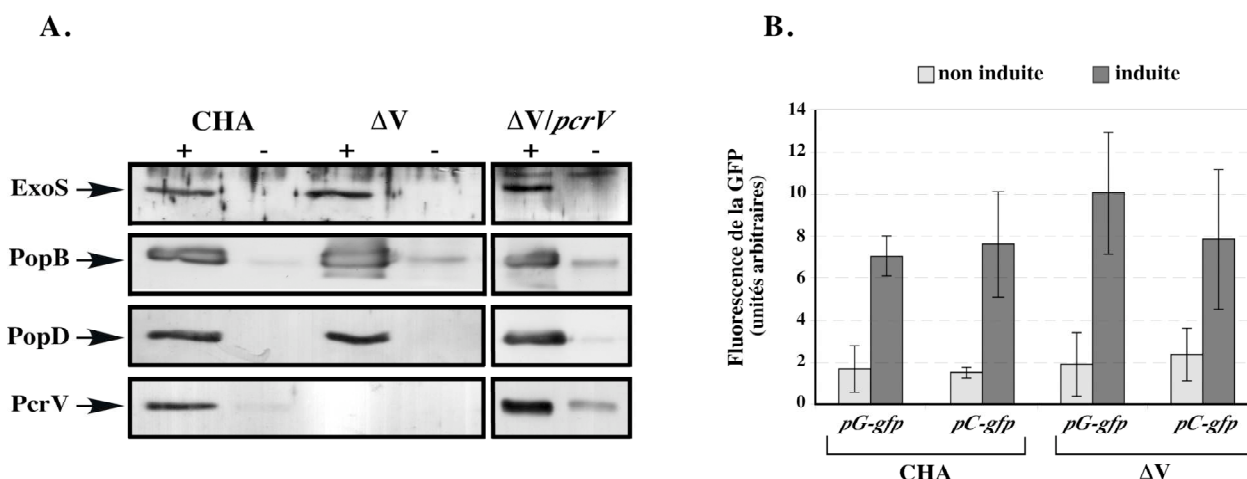 A.
CHA ΔV ΔV/pcrV
+ - + - + -
ExoS
PopB
PopD
PcrV
B.
non induite induite
Fluorescence de la GFP
(unités arbitraires)
14
12
10
8
6
4
2
0
pG-gfp pC-gfp pG-gfp pC-gfp
CHA ΔV